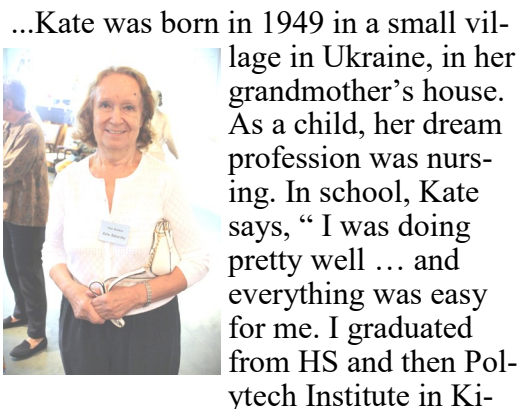 ...Kate was born in 1949 in a small vil-
lage in Ukraine, in her
grandmother’s house.
As a child, her dream
profession was nurs-
ing. In school, Kate
says, “ I was doing
pretty well … and
everything was easy
for me. I graduated
from HS and then Pol-
ytech Institute in Ki-